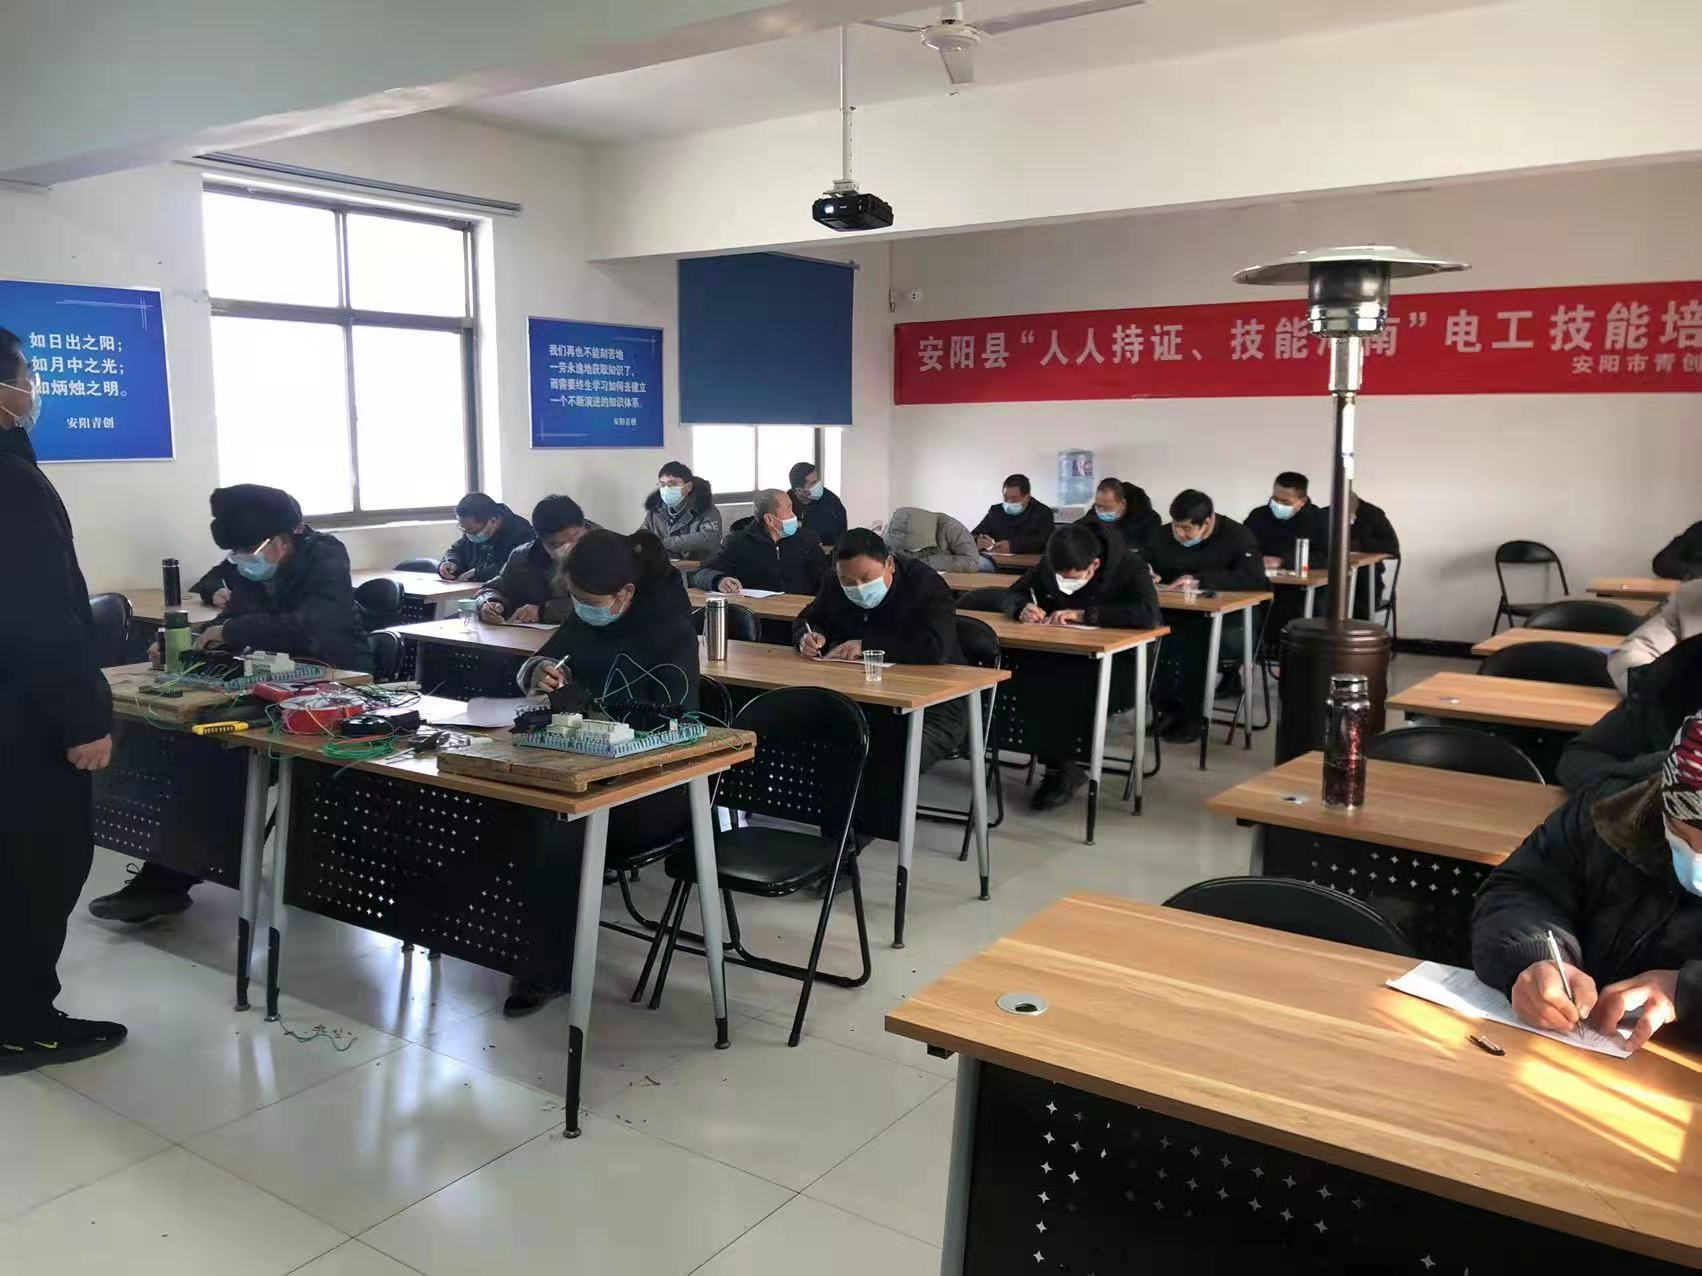 如日出之阳；
如月中之光；
如炳烛之明。
安阳青创
我们再也不能刻苦地
一劳永逸地获取知识了，
而需要终生学习如何去建立
一个不断演进的知识体系。
安阳青创
安阳县“人人持证、技能 南”电工技能培
安阳市青创